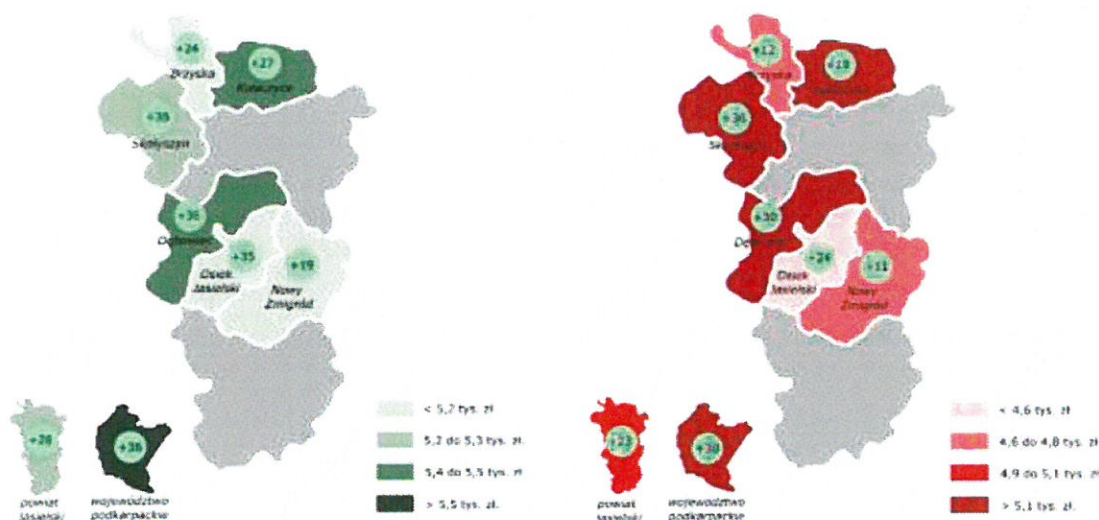 +24
Brzyska
+27
Kołaczyce
+38
Skołyszyn
+36
Dębowiec
+35
Osiek
Jasielski
+19
Nowy
Żmigród
+28
powiat
jasielski
+36
województwo
podkarpackie
< 5,2 tys. zł
5,2 do 5,3 tys. zł.
5,4 do 5,5 tys. zł
> 5,5 tys. zł.
+12
Brzyska
+18
+36
+30
+26
Osiek
Jasielski
+11
Nowy
Żmigród
+23
powiat
jasielski
+30
województwo
podkarpackie
< 4,6 tys. zł
4,6 do 4,8 tys. zł.
4,9 do 5,1 tys. zł
> 5,1 tys. zł.